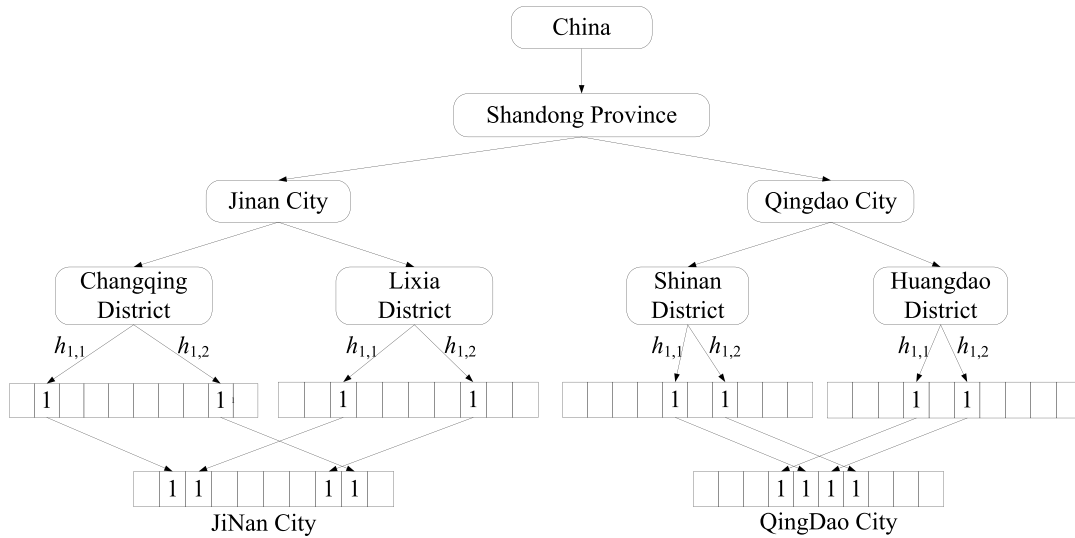 China
Shandong Province
Jinan City
Qingdao City
Changqing
District
Lixia
District
Shinan
District
Huangdao
District
h1,1
h1,2
h1,1
h1,2
h1,1
h1,2
h1,1
h1,2
1 1
1 1
1 1
1 1
1 1 1 1
1 1 1 1
JiNan City
QingDao City